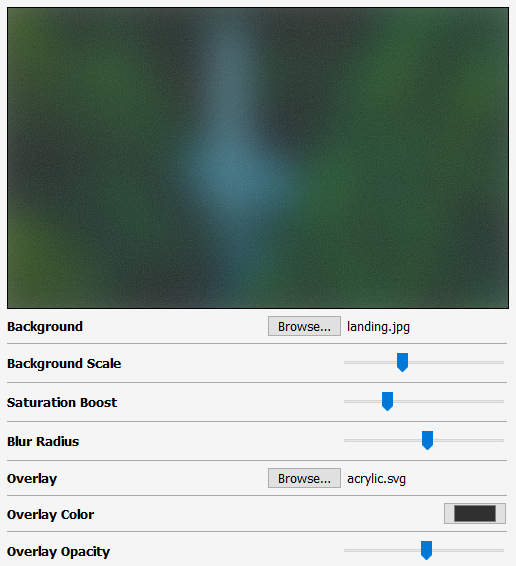 Background Browse... landing.jpg
Background Scale
Saturation Boost
Blur Radius
Overlay Browse... acrylic.svg
Overlay Color
Overlay Opacity